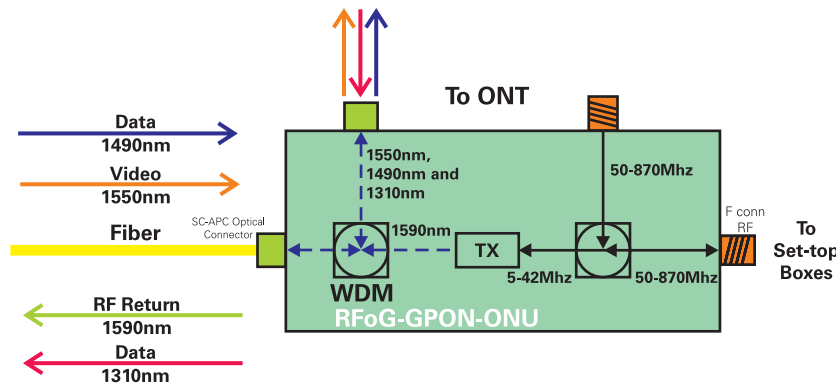 To ONT
Data
1490nm
Video
1550nm
Fiber
SC-APC Optical
Connector
RF Return
1590nm
Data
1310nm
1550nm,
1490nm and
1310nm
1590nm
WDM
TX
5-42Mhz
50-870Mhz
50-870Mhz
RFoG-GPON-ONU
F conn
RF
To
Set-top
Boxes